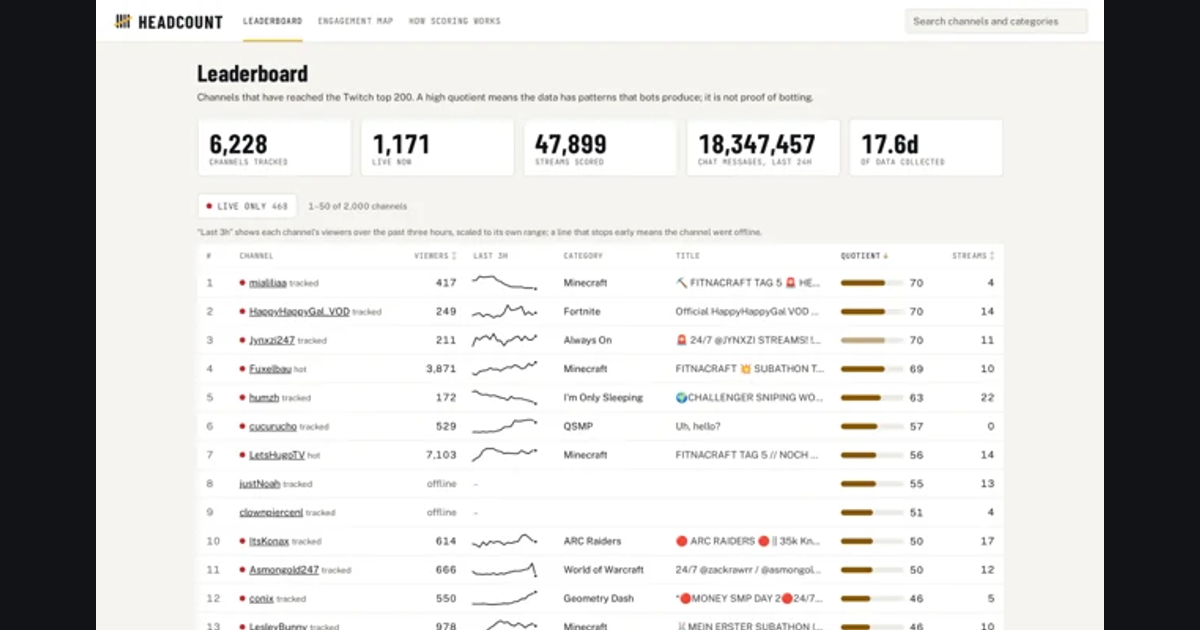 HEADCOUNT LEADERBOARD ENGAGEMENT MAP HOW SCORING WORKS Search channels and categories
Leaderboard
Channels that have reached the Twitch top 200. A high quotient means the data has patterns that bots produce; it is not proof of botting.
6,228 1,171 47,899 18,347,457 17.6d
CHANNELS TRACKED LIVE NOW STREAMS SCORED CHAT MESSAGES, LAST 24H OF DATA COLLECTED
LIVE ONLY 468 1–50 of 2,000 channels
"Last 3h" shows each channel's viewers over the past three hours, scaled to its own range; a line that stops early means the channel went offline.
# CHANNEL VIEWERS LAST 3H CATEGORY TITLE QUOTIENT STREAMS
1 mialiliaa tracked 417 Minecraft ⛏️ FITNACRAFT TAG 5 🚨 HE... 70 4
2 HappyHappyGal_VOD tracked 249 Fortnite Official HappyHappyGal VOD ... 70 14
3 Jynxzi247 tracked 211 Always On 🚨 24/7 @JYNXZI STREAMS! !... 70 11
4 Fuxelbau hot 3,871 Minecraft FITNACRAFT 💥 SUBATHON T... 69 10
5 humzh tracked 172 I'm Only Sleeping 🌍CHALLENGER SNIPING WO... 63 22
6 cucurucho tracked 529 QSMP Uh, hello? 57 0
7 LetsHugoTV hot 7,103 Minecraft FITNACRAFT TAG 5 // NOCH ... 56 14
8 justNoah tracked offline – 55 13
9 clownpiercenl tracked offline – 51 4
10 ItsKonax tracked 614 ARC Raiders 🔴 ARC RAIDERS 🔴 || 35k Kn... 50 17
11 Asmongold247 tracked 666 World of Warcraft 24/7 @zackrawrr / @asmongol... 50 12
12 conix tracked 550 Geometry Dash "🔴MONEY SMP DAY 2🔴24/7... 46 5
13 LesleyBunny tracked 978 Minecraft MEIN ERSTER SUBATHON (... 46 10